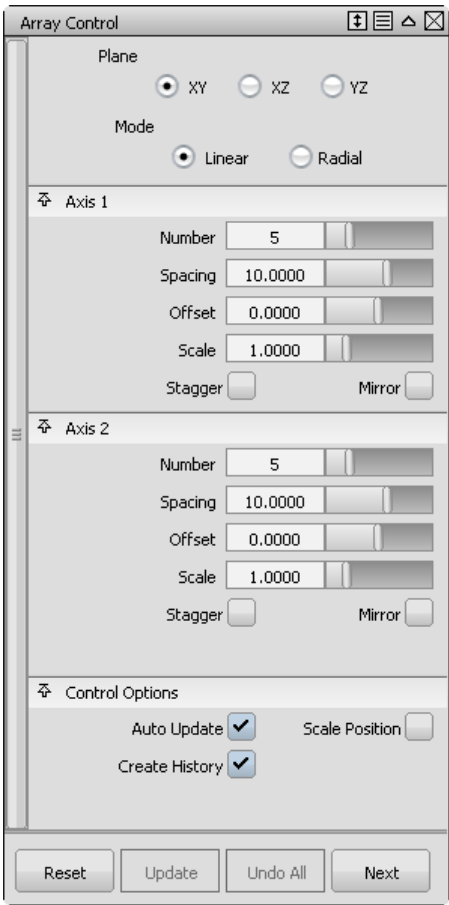 Array Control
Plane
XY XZ YZ
Mode
Linear Radial
Axis 1
Number 5
Spacing 10.0000
Offset 0.0000
Scale 1.0000
Stagger Mirror
Axis 2
Number 5
Spacing 10.0000
Offset 0.0000
Scale 1.0000
Stagger Mirror
Control Options
Auto Update Scale Position
Create History
Reset Update Undo All Next